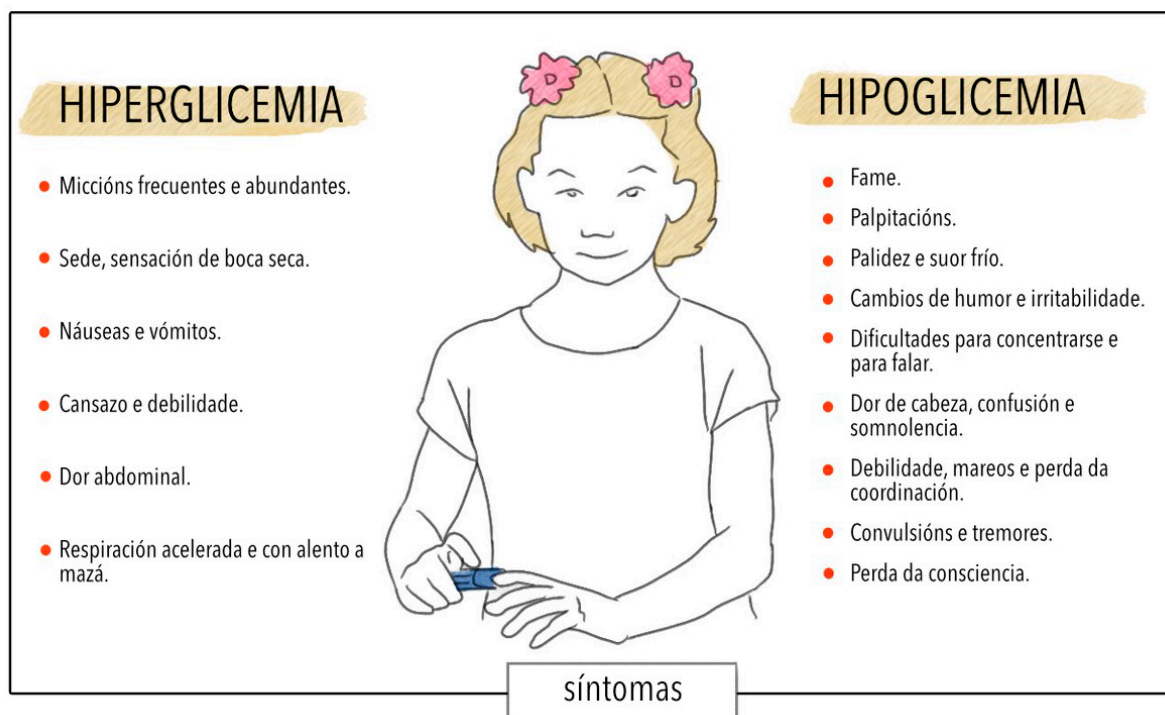 HIPERGLICEMIA
Miccións frecuentes e abundantes.
Sede, sensación de boca seca.
Náuseas e vómitos.
Cansazo e debilidade.
Dor abdominal.
Respiración acelerada e con alento a
mazá.
HIPOGLICEMIA
Fame.
Palpitacións.
Palidez e suor frío.
Cambios de humor e irritabilidade.
Dificultades para concentrarse e
para falar.
Dor de cabeza, confusión e
somnolencia.
Debilidade, mareos e perda da
coordinación.
Convulsións e tremores.
Perda da consciencia.
síntomas